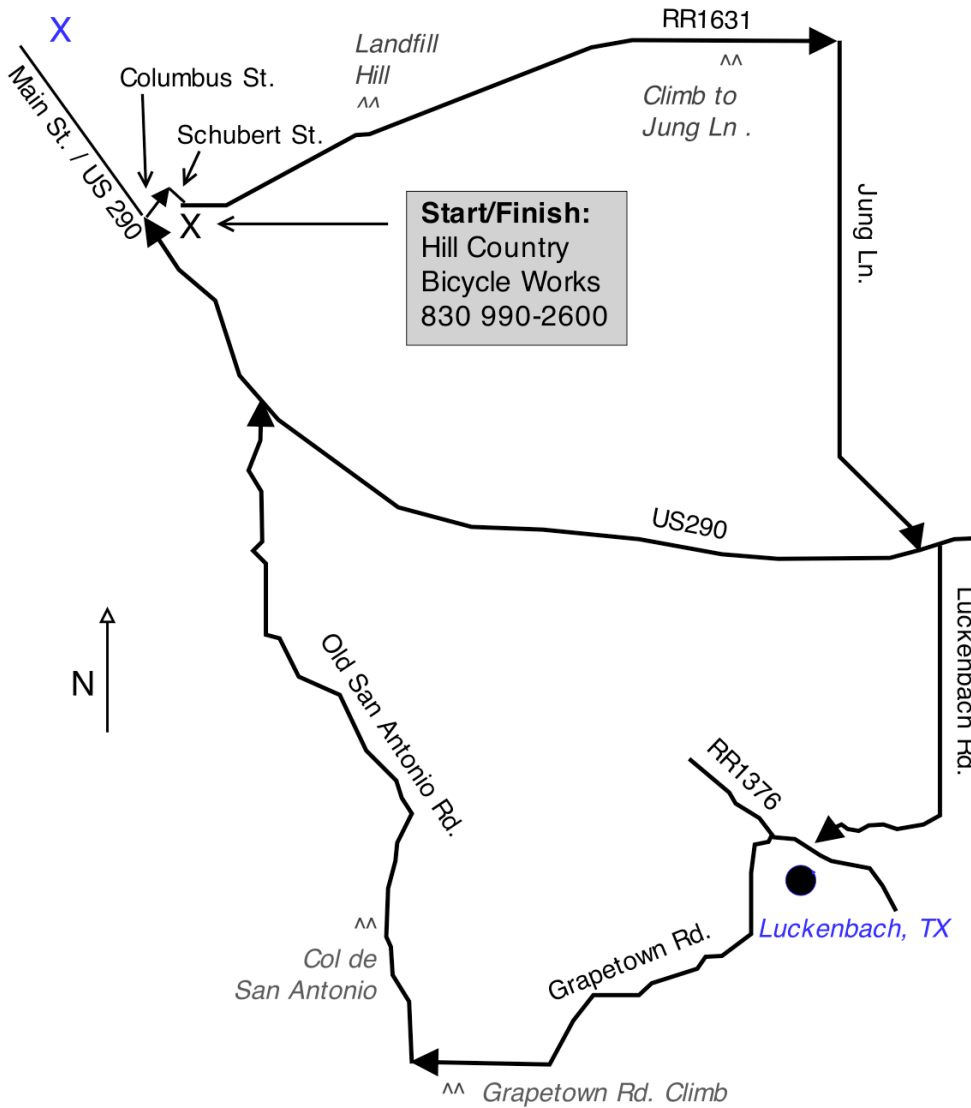 X
RR1631
Landfill
Hill
^^
^^
Climb to
Jung Ln .
Columbus St.
Main St. / US 290
Schubert St.
X
Start/Finish:
Hill Country
Bicycle Works
830 990-2600
Jung Ln.
US290
Luckenbach Rd.
N
Old San Antonio Rd.
RR1376
Luckenbach, TX
^^
Col de
San Antonio
Grapetown Rd.
^^ Grapetown Rd. Climb